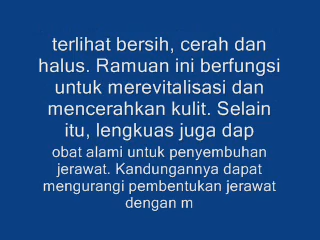 terlihat bersih, cerah dan
halus. Ramuan ini berfungsi
untuk merevitalisasi dan
mencerahkan kulit. Selain
itu, lengkuas juga dap
obat alami untuk penyembuhan
jerawat. Kandungannya dapat
mengurangi pembentukan jerawat
dengan m